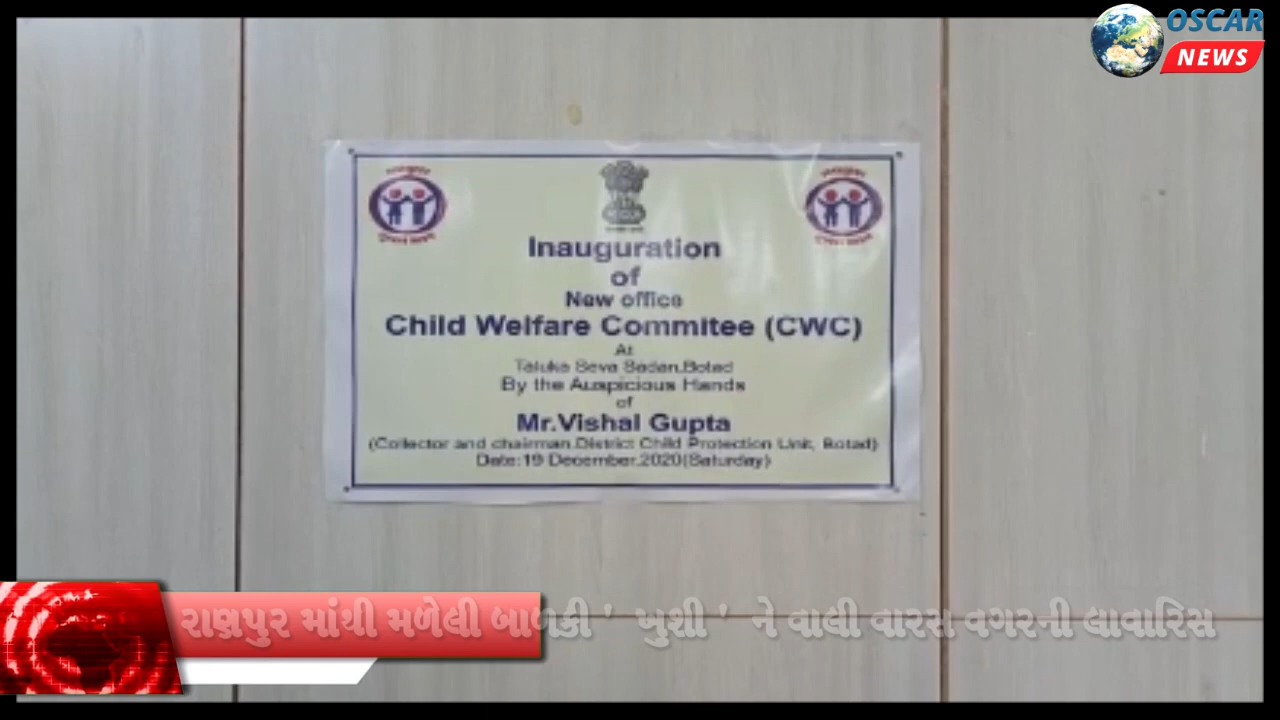 OSCAR
NEWS
Inauguration
of
New office
Child Welfare Commitee (CWC)
At
Taluka Seva Sadan,Botad
By the Auspicious Hands
of
Mr.Vishal Gupta
(Collector and chairman,District Child Protection Unit, Botad)
Date:19 December,2020(Saturday)
રાણપુર માંથી મળેલી બાળકી ' ખુશી ' ને વાલી વારસ વગરની લાવારિસ